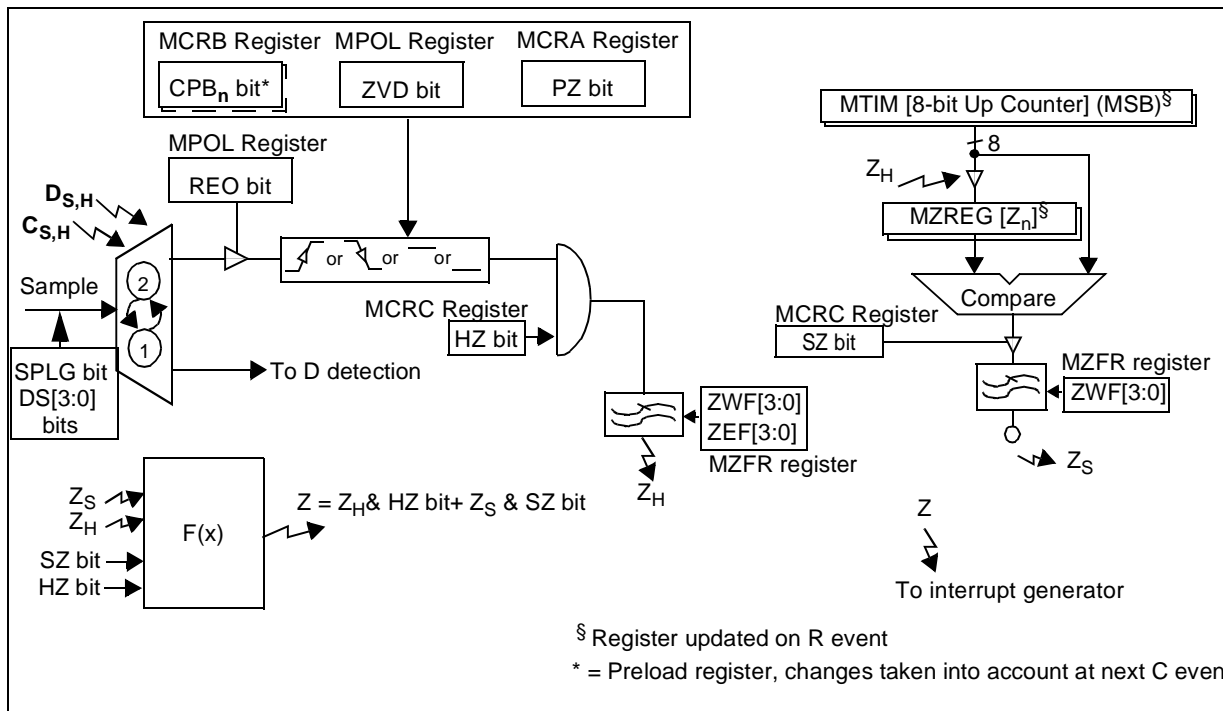 MCRB Register MPOL Register MCRA Register
CPBn bit* ZVD bit PZ bit
MPOL Register
REO bit
DS,H
CS,H
Sample
2
1
SPLG bit
DS[3:0]
bits
or or or
To D detection
MCRC Register
HZ bit
ZWF[3:0]
ZEF[3:0]
MZFR register
ZH
MTIM [8-bit Up Counter] (MSB)§
8
ZH
MZREG [Zn]§
Compare
MCRC Register
SZ bit
MZFR register
ZWF[3:0]
ZS
ZS
ZH
SZ bit
HZ bit
F(x)
Z = ZH& HZ bit+ ZS & SZ bit
Z
To interrupt generator
§ Register updated on R event
* = Preload register, changes taken into account at next C even